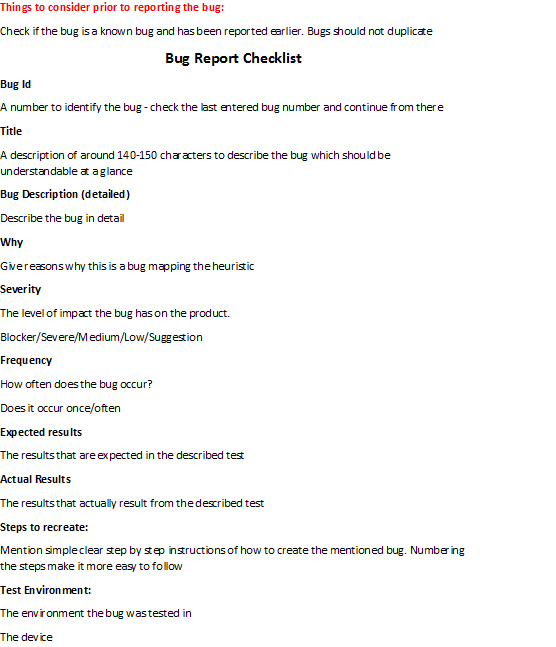 Things to consider prior to reporting the bug:
Check if the bug is a known bug and has been reported earlier. Bugs should not duplicate
Bug Report Checklist
Bug Id
A number to identify the bug - check the last entered bug number and continue from there
Title
A description of around 140-150 characters to describe the bug which should be
understandable at a glance
Bug Description (detailed)
Describe the bug in detail
Why
Give reasons why this is a bug mapping the heuristic
Severity
The level of impact the bug has on the product.
Blocker/Severe/Medium/Low/Suggestion
Frequency
How often does the bug occur?
Does it occur once/often
Expected results
The results that are expected in the described test
Actual Results
The results that actually result from the described test
Steps to recreate:
Mention simple clear step by step instructions of how to create the mentioned bug. Numbering
the steps make it more easy to follow
Test Environment:
The environment the bug was tested in
The device